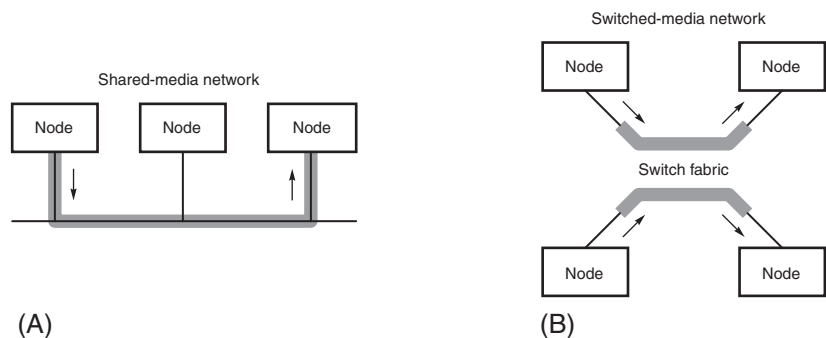 Shared-media network
Node
Node
Node
(A)
Switched-media network
Node
Node
Switch fabric
Node
Node
(B)